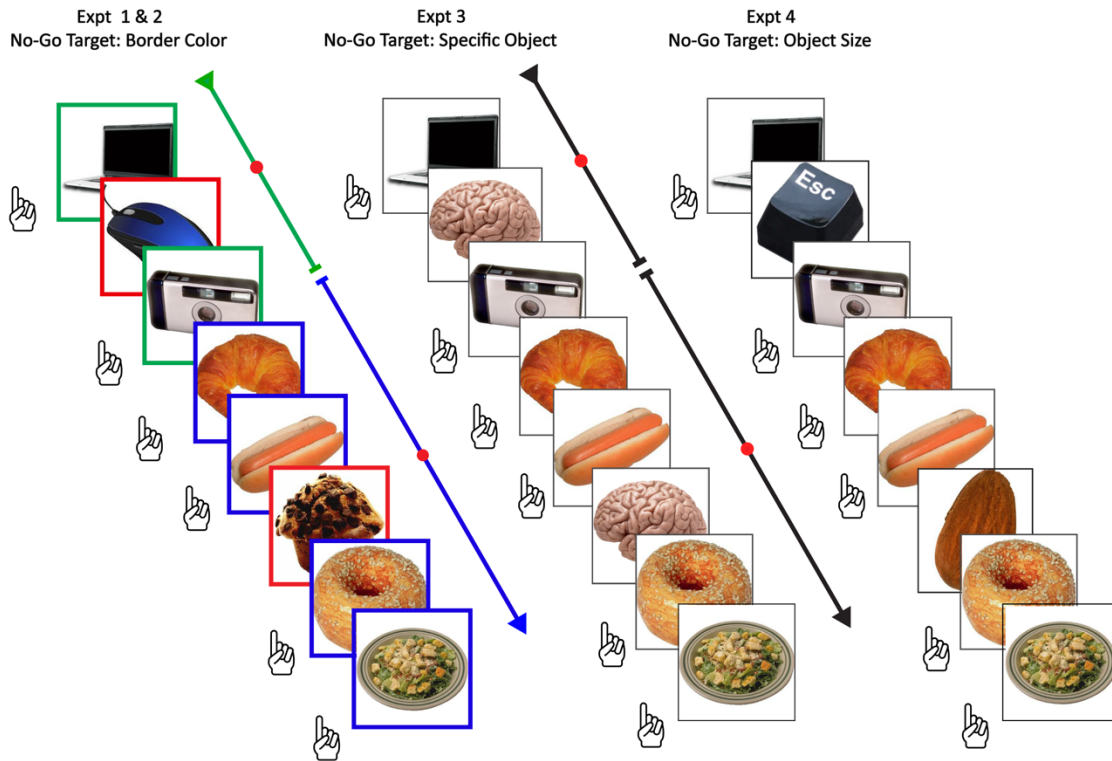 Expt 1 & 2
No-Go Target: Border Color
Expt 3
No-Go Target: Specific Object
Expt 4
No-Go Target: Object Size
Esc